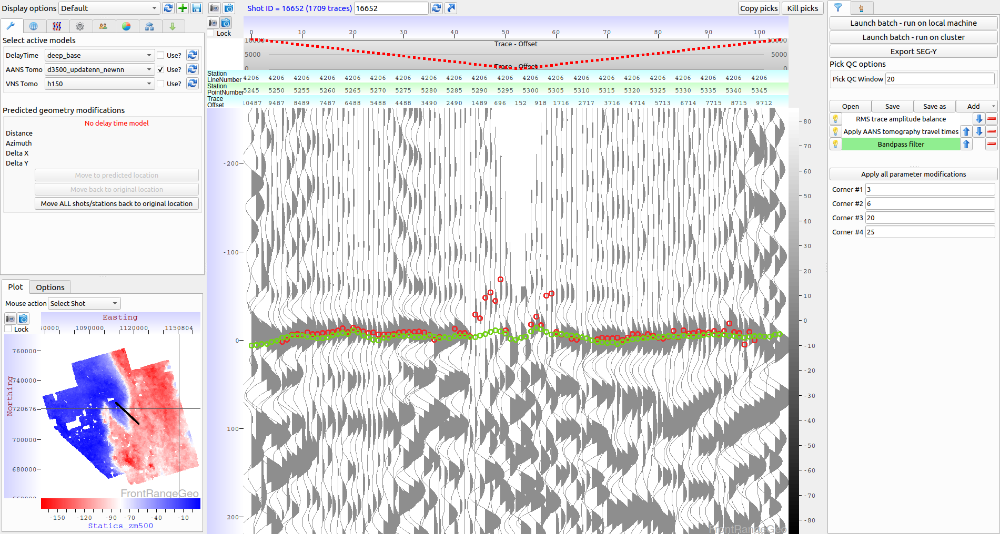 Display options Default
Select active models
DelayTime deep_base Use?
AANS Tomo d3500_updatenn_newnn Use?
VNS Tomo h150 Use?
Predicted geometry modifications
No delay time model
Distance
Azimuth
Delta X
Delta Y
Move to predicted location
Move back to original location
Move ALL shots/stations back to original location
Plot Options
Mouse action Select Shot
Lock
Easting
1090000 1120000 1150804
Northing
760000
740000
720676
700000
680000
FrontRangeGeo
-150 -120 -90 -70 -40 -10
Statics_zm500
Shot ID = 16652 (1709 traces) 16652
Copy picks Kill picks
Lock
0 10 20 30 40 50 60 70 80 90 100
Trace - Offset
5000 5000
0 Trace - Offset 0
Station
LineNumber 4206 4206 4206 4206 4206 4206 4206 4206 4206 4206 4206 4206 4206 4206 4206 4206 4206 4206 4206 4206 4206
Station
PointNumber 5245 5250 5255 5260 5265 5270 5275 5280 5285 5290 5295 5300 5305 5310 5315 5320 5325 5330 5335 5340 5345
Trace
Offset 10487 9487 8489 7487 6488 5488 4488 3490 2490 1489 696 152 918 1716 2717 3716 4714 5713 6714 7715 8715 9712
-200
-100
0
100
200
80
70
60
50
40
30
20
10
0
-10
-20
-30
-40
-50
-60
-70
-80
FrontRangeGeo
Launch batch - run on local machine
Launch batch - run on cluster
Export SEG-Y
Pick QC options
Pick QC Window 20
Open Save Save as Add
RMS trace amplitude balance
Apply AANS tomography travel times
Bandpass filter
Apply all parameter modifications
Corner #1 3
Corner #2 6
Corner #3 20
Corner #4 25